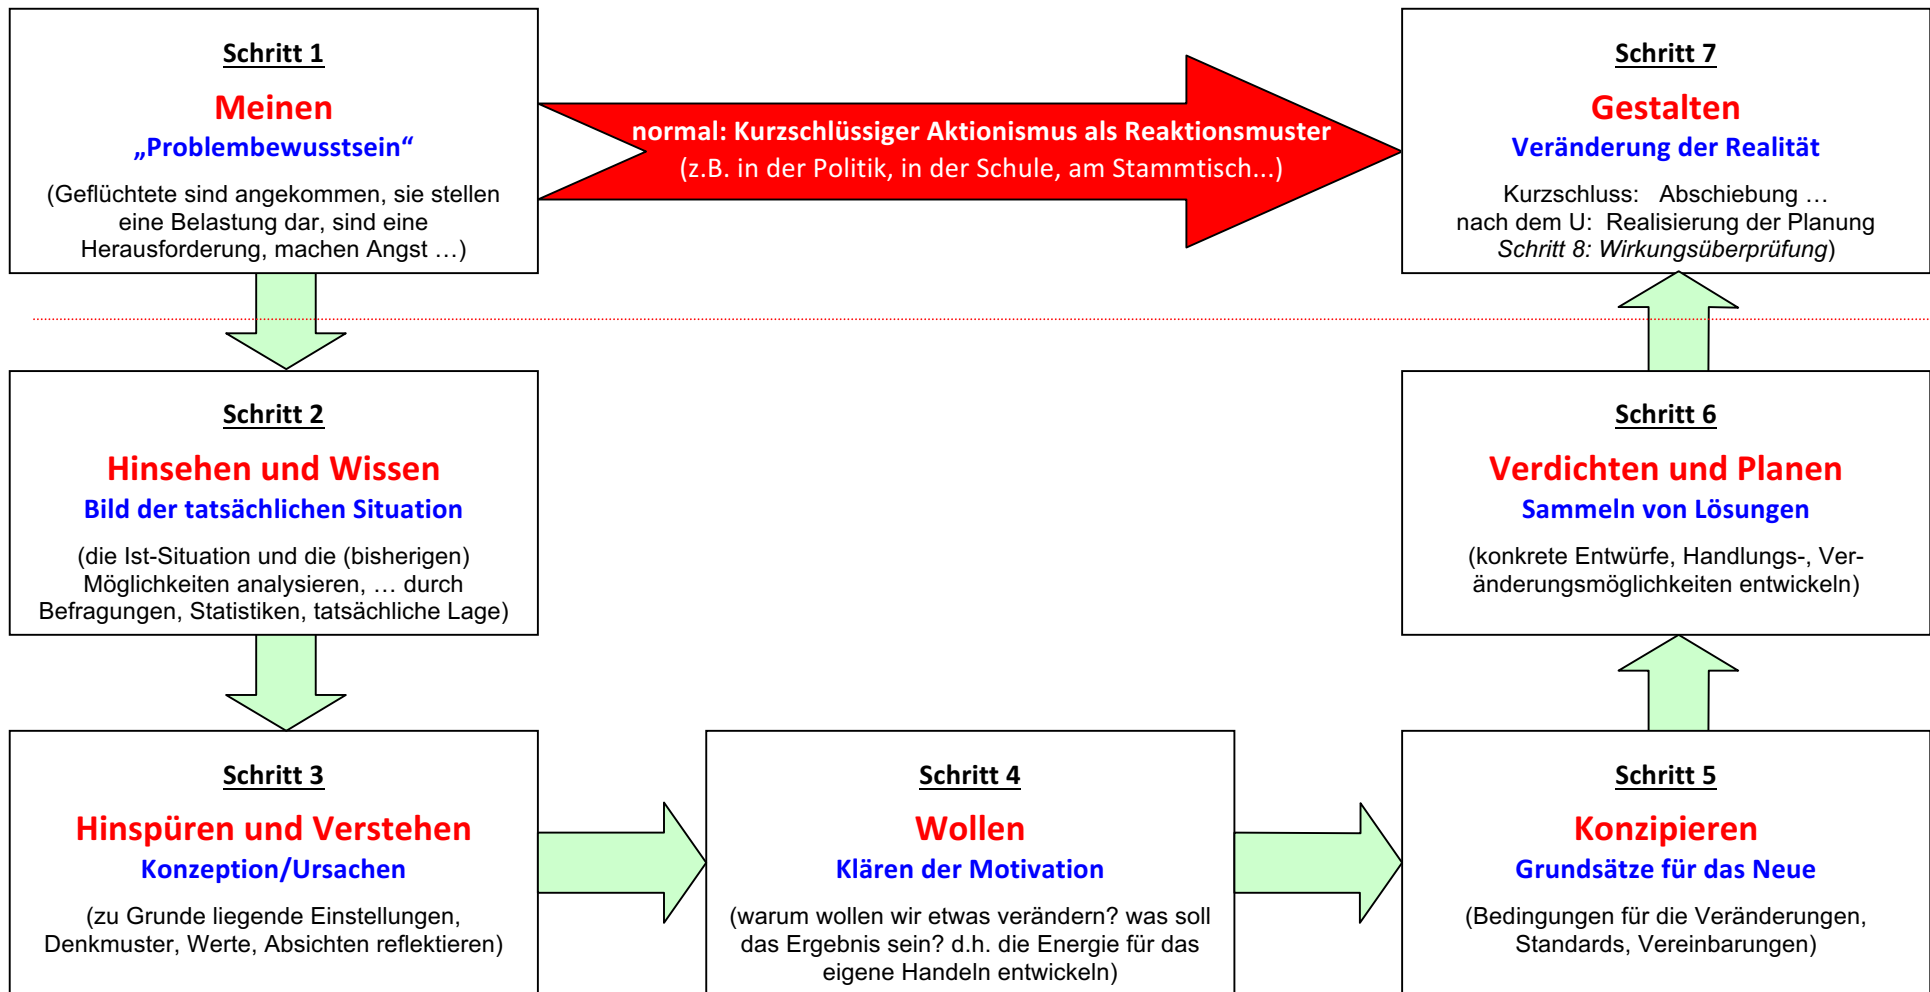 Schritt 1
Meinen
„Problembewusstsein“
(Geflüchtete sind angekommen, sie stellen
eine Belastung dar, sind eine
Herausforderung, machen Angst …)
normal: Kurzschlüssiger Aktionismus als Reaktionsmuster
(z.B. in der Politik, in der Schule, am Stammtisch...)
Schritt 7
Gestalten
Veränderung der Realität
Kurzschluss: Abschiebung …
nach dem U: Realisierung der Planung
Schritt 8: Wirkungsüberprüfung)
Schritt 2
Hinsehen und Wissen
Bild der tatsächlichen Situation
(die Ist-Situation und die (bisherigen)
Möglichkeiten analysieren, … durch
Befragungen, Statistiken, tatsächliche Lage)
Schritt 6
Verdichten und Planen
Sammeln von Lösungen
(konkrete Entwürfe, Handlungs-, Ver-
änderungsmöglichkeiten entwickeln)
Schritt 3
Hinspüren und Verstehen
Konzeption/Ursachen
(zu Grunde liegende Einstellungen,
Denkmuster, Werte, Absichten reflektieren)
Schritt 4
Wollen
Klären der Motivation
(warum wollen wir etwas verändern? was soll
das Ergebnis sein? d.h. die Energie für das
eigene Handeln entwickeln)
Schritt 5
Konzipieren
Grundsätze für das Neue
(Bedingungen für die Veränderungen,
Standards, Vereinbarungen)